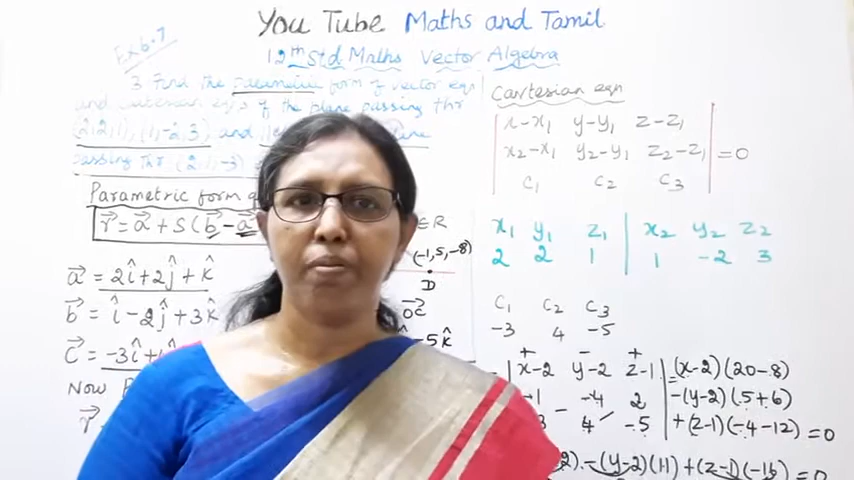 You Tube Maths and Tamil
12th Std Maths Vector Algebra
Ex 6.7
3 Find the parametric form of vector eqn
and Cartesian eqns of the plane passing thr
(2,2,1), (1,-2,3) and
passing thr (2,1,-3)
Parametric form
r⃗ = a⃗ + s(b⃗ - a⃗
∈R
(-1,5,-8)
D
a⃗ = 2î+2ĵ+k̂
b⃗ = î-2ĵ+3k̂
c⃗ = -3î+
-5k̂
Now
r⃗
Cartesian eqn
x-x₁ y-y₁ z-z₁
x₂-x₁ y₂-y₁ z₂-z₁ =0
c₁ c₂ c₃
x₁ y₁ z₁ | x₂ y₂ z₂
2 2 1 | 1 -2 3
c₁ c₂ c₃
-3 4 -5
+ - +
x-2 y-2 z-1 =(x-2)(20-8)
-4 2 -(y-2)(5+6)
4 -5 +(z-1)(-4-12)=0
-(y-2)(11)+(z-1)(-16)=0